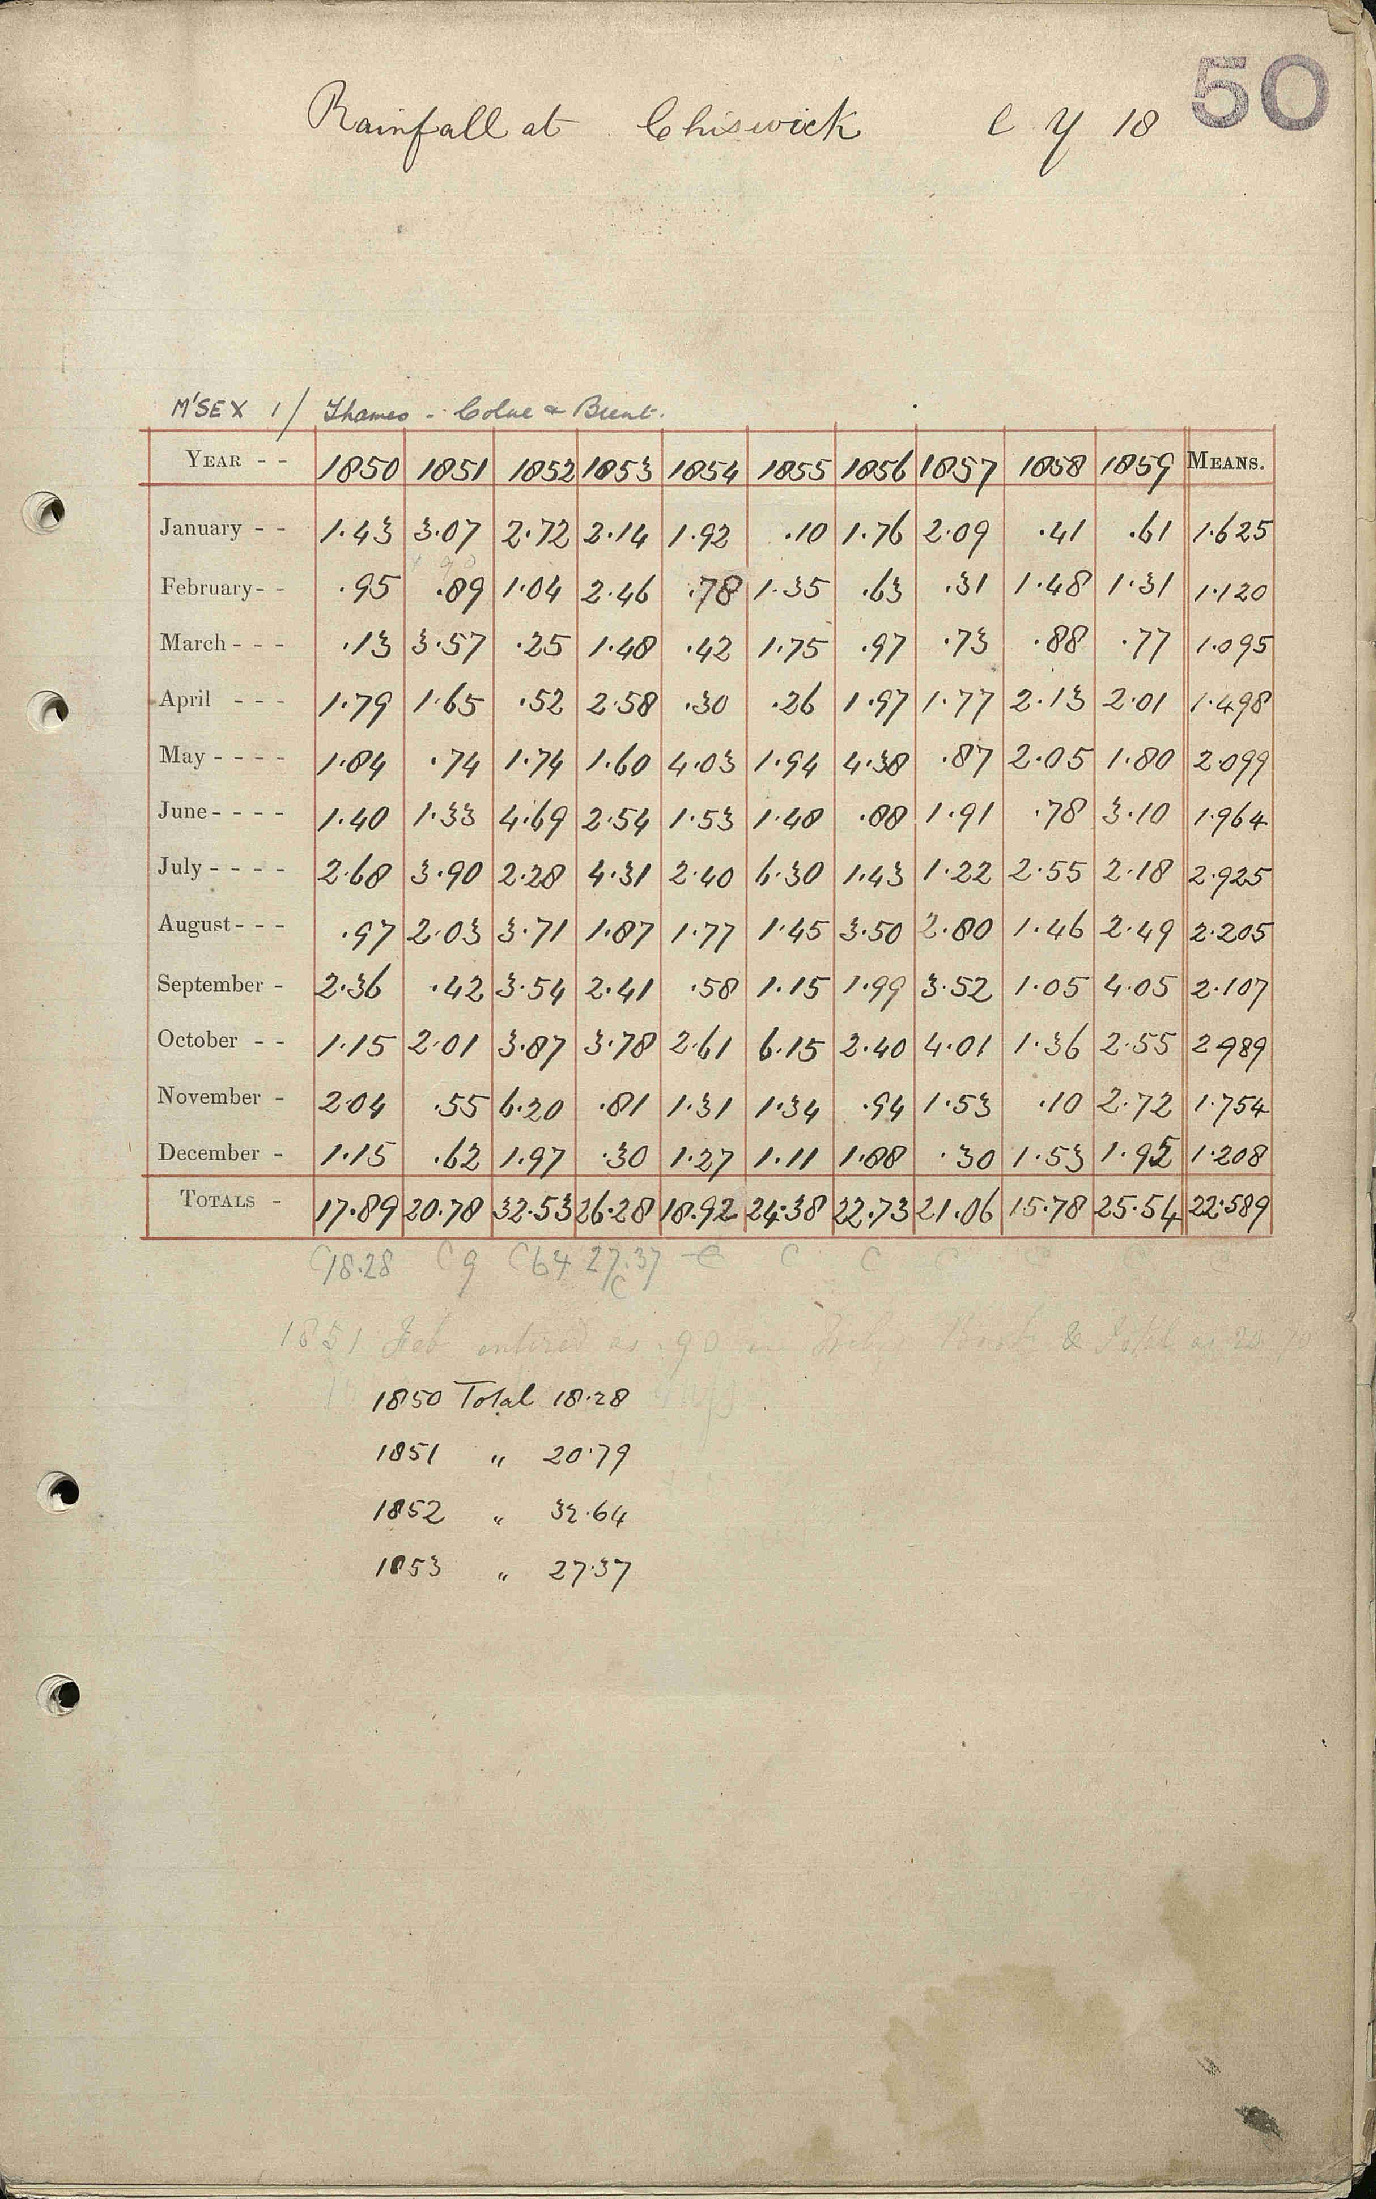 50
Rainfall at Chiswick C Y 18
M'SEX 1/ Thames - Colne & Brent.
YEAR - - 1850 1851 1852 1853 1854 1855 1856 1857 1858 1859 MEANS.
January - - 1.43 3.07 2.72 2.14 1.92 .10 1.76 2.09 .41 .61 1.625
February - - .95 .89 1.04 2.46 .78 1.35 .63 .31 1.48 1.31 1.120
March - - - .13 3.57 .25 1.48 .42 1.75 .97 .73 .88 .77 1.095
April - - - 1.79 1.65 .52 2.58 .30 .26 1.97 1.77 2.13 2.01 1.498
May - - - - 1.84 .74 1.74 1.60 4.03 1.94 4.38 .87 2.05 1.80 2.099
June - - - - 1.40 1.33 4.69 2.54 1.53 1.48 .88 1.91 .78 3.10 1.964
July - - - - 2.68 3.90 2.28 4.31 2.40 6.30 1.43 1.22 2.55 2.18 2.925
August - - - .97 2.03 3.71 1.87 1.77 1.45 3.50 2.80 1.46 2.49 2.205
September - 2.36 .42 3.54 2.41 .58 1.15 1.99 3.52 1.05 4.05 2.107
October - - 1.15 2.01 3.87 3.78 2.61 6.15 2.40 4.01 1.36 2.55 2.989
November - 2.04 .55 6.20 .81 1.31 1.34 .94 1.53 .10 2.72 1.754
December - 1.15 .62 1.97 .30 1.27 1.11 1.88 .30 1.53 1.95 1.208
TOTALS - 17.89 20.78 32.53 26.28 18.92 24.38 22.73 21.06 15.78 25.54 22.589
C18.28 C9 C64 27.37 C C C C C C C
C
1851 Feb entered as .90 in Book & Total as 20.70
1850 Total 18.28
1851 " 20.79
1852 " 32.64
1853 " 27.37